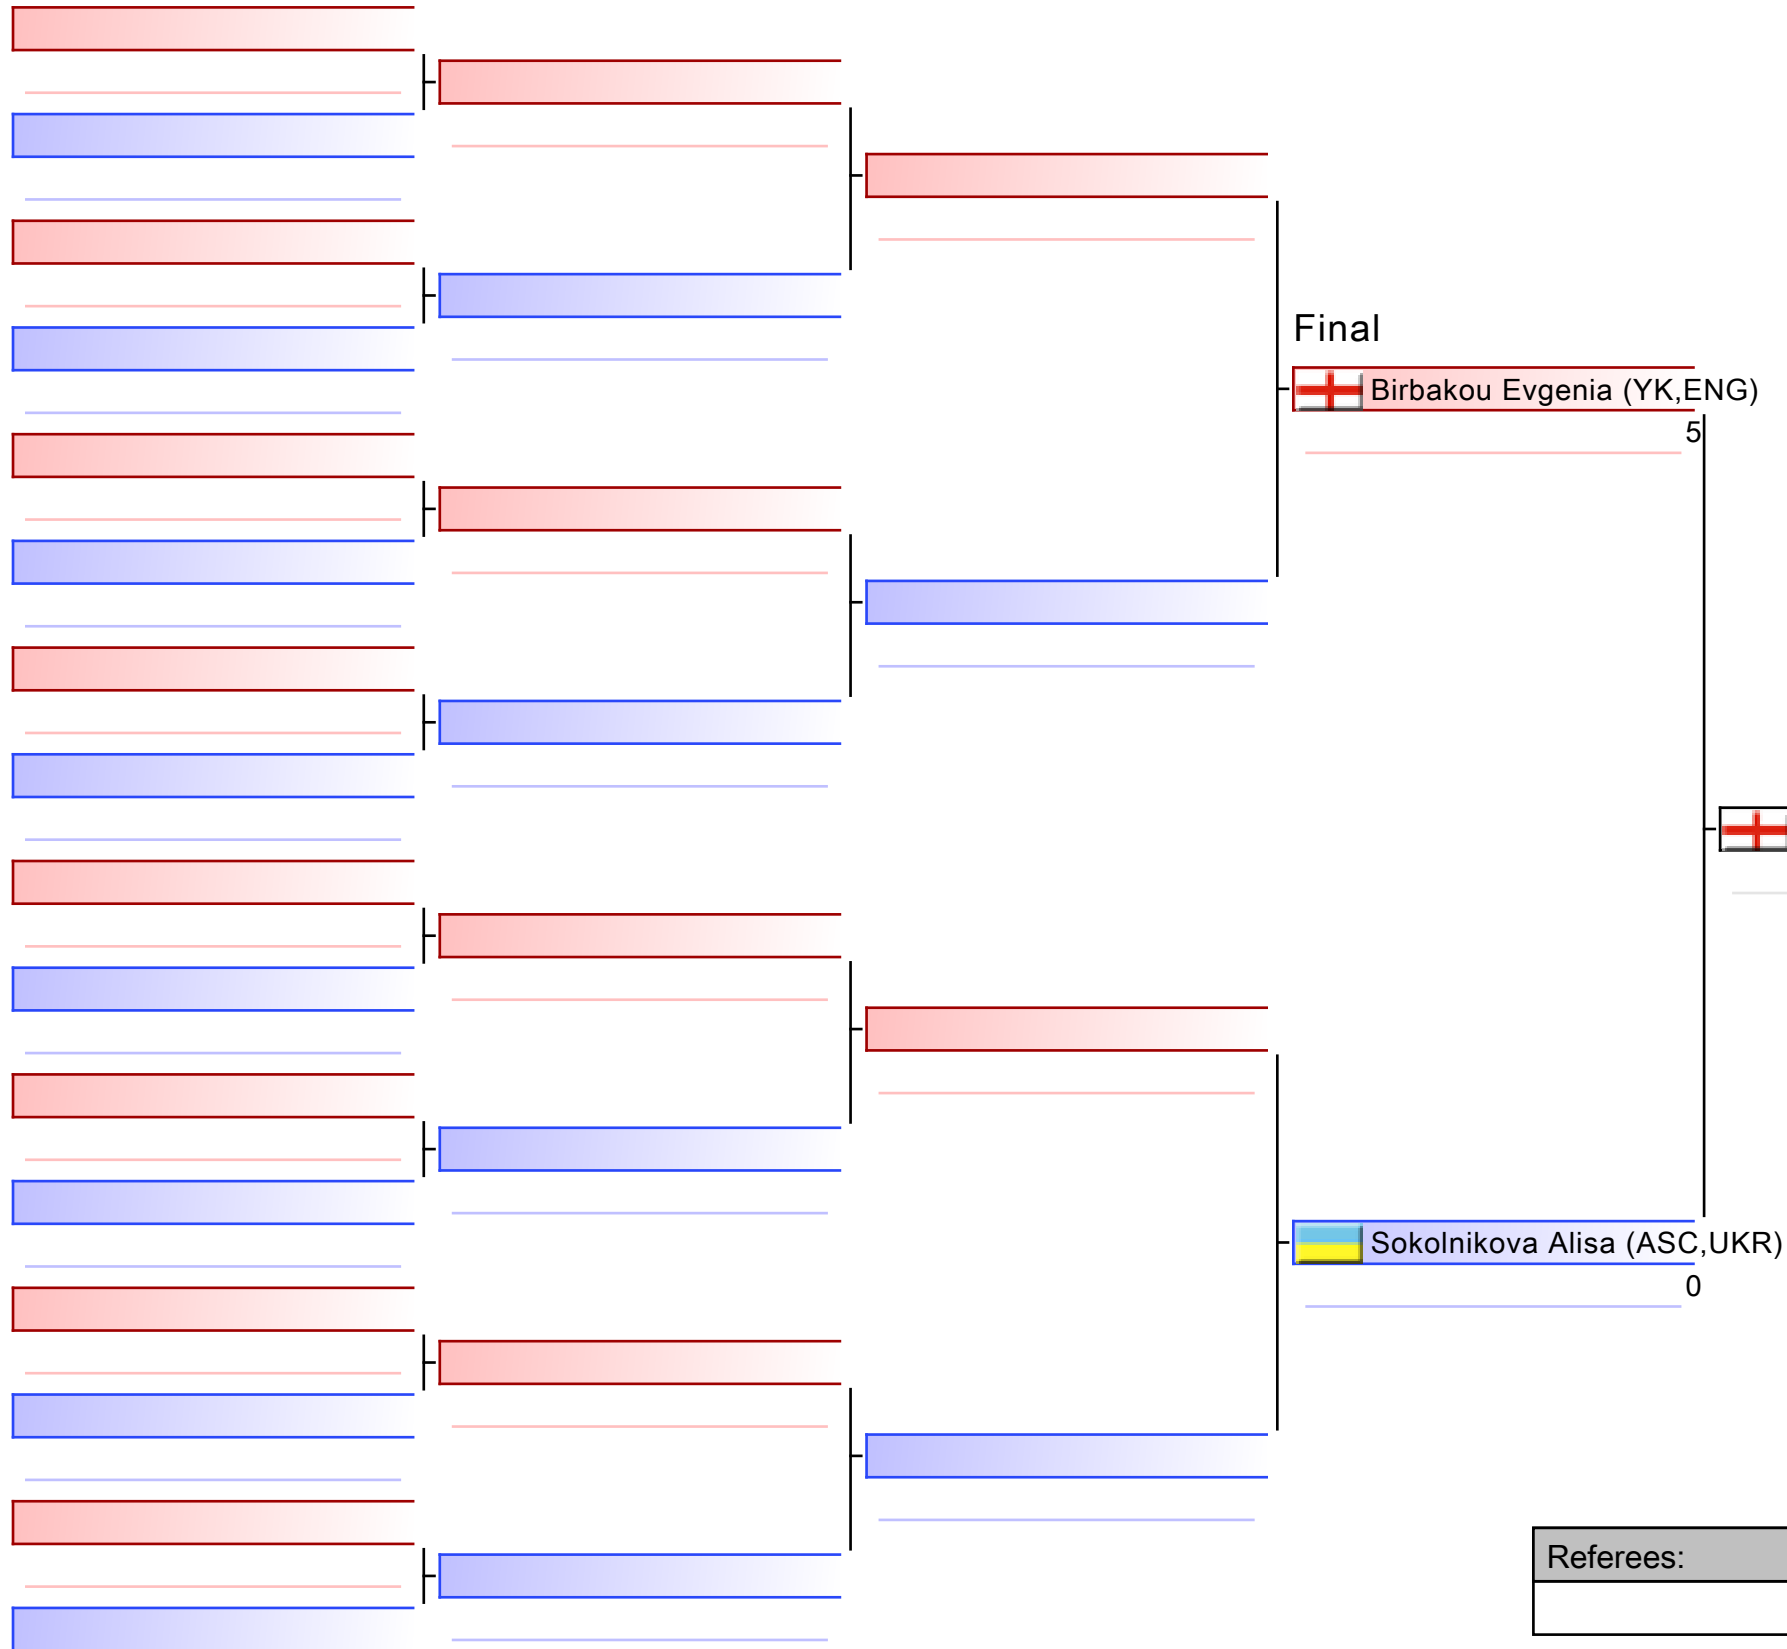 Final
Birbakou Evgenia (YK,ENG)
5
Sokolnikova Alisa (ASC,UKR)
0
Referees: